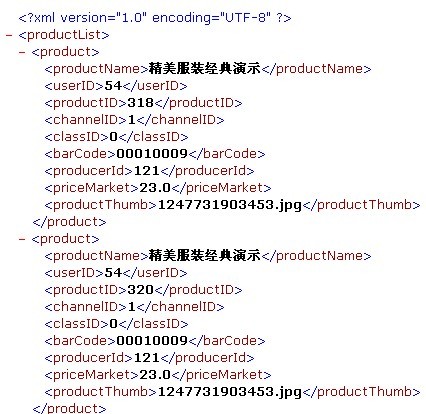 <?xml version="1.0" encoding="UTF-8" ?>
- <productList>
- <product>
<productName>精美服装经典演示</productName>
<userID>54</userID>
<productID>318</productID>
<channelID>1</channelID>
<classID>0</classID>
<barCode>00010009</barCode>
<producerId>121</producerId>
<priceMarket>23.0</priceMarket>
<productThumb>1247731903453.jpg</productThumb>
</product>
- <product>
<productName>精美服装经典演示</productName>
<userID>54</userID>
<productID>320</productID>
<channelID>1</channelID>
<classID>0</classID>
<barCode>00010009</barCode>
<producerId>121</producerId>
<priceMarket>23.0</priceMarket>
<productThumb>1247731903453.jpg</productThumb>
</product>